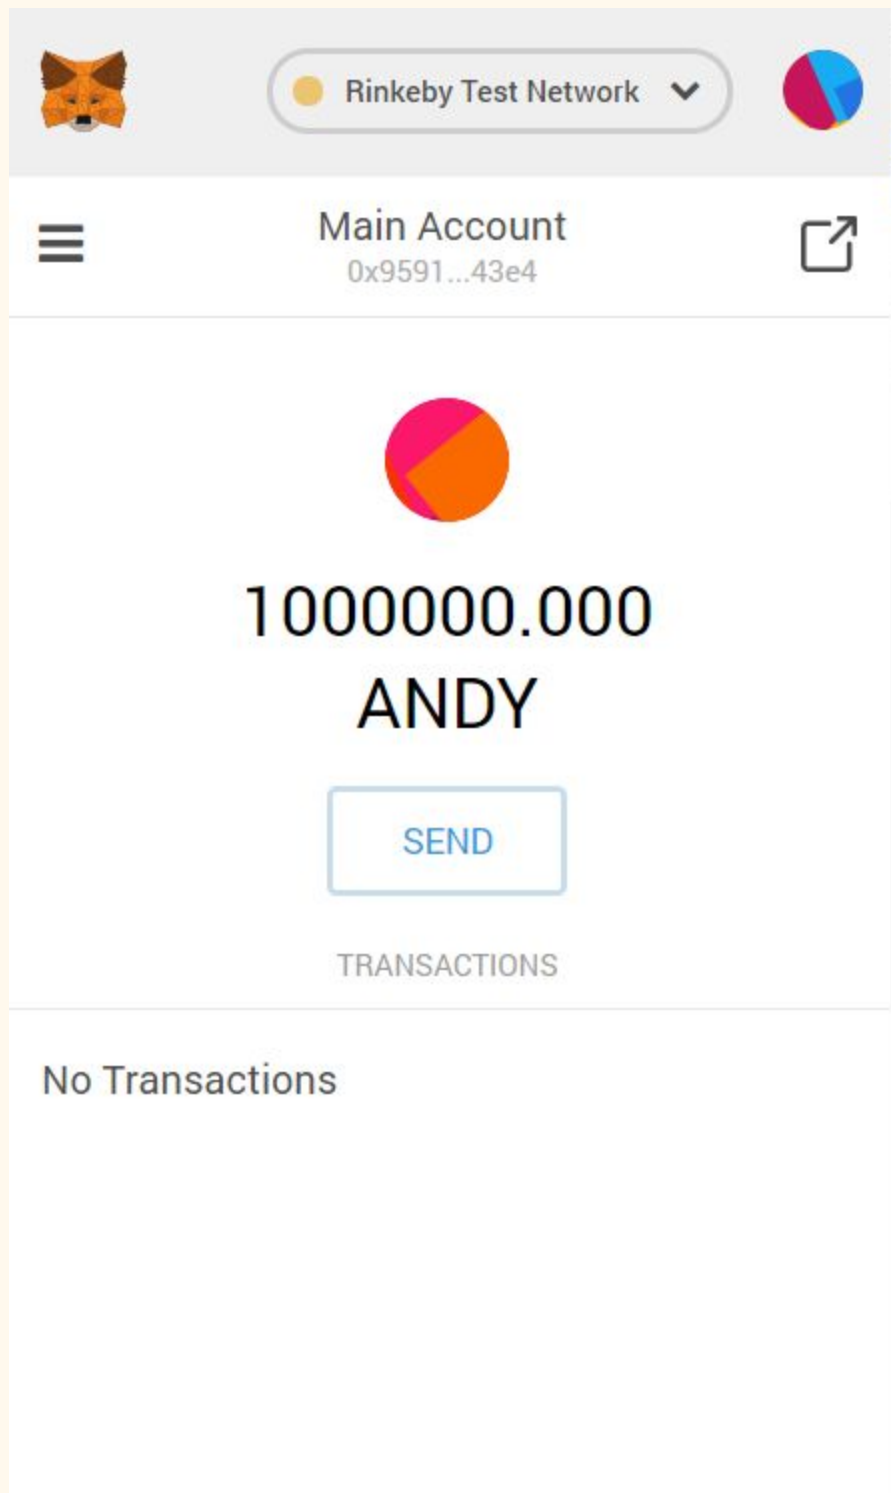 Rinkeby Test Network
Main Account
0x9591...43e4
1000000.000
ANDY
SEND
TRANSACTIONS
No Transactions